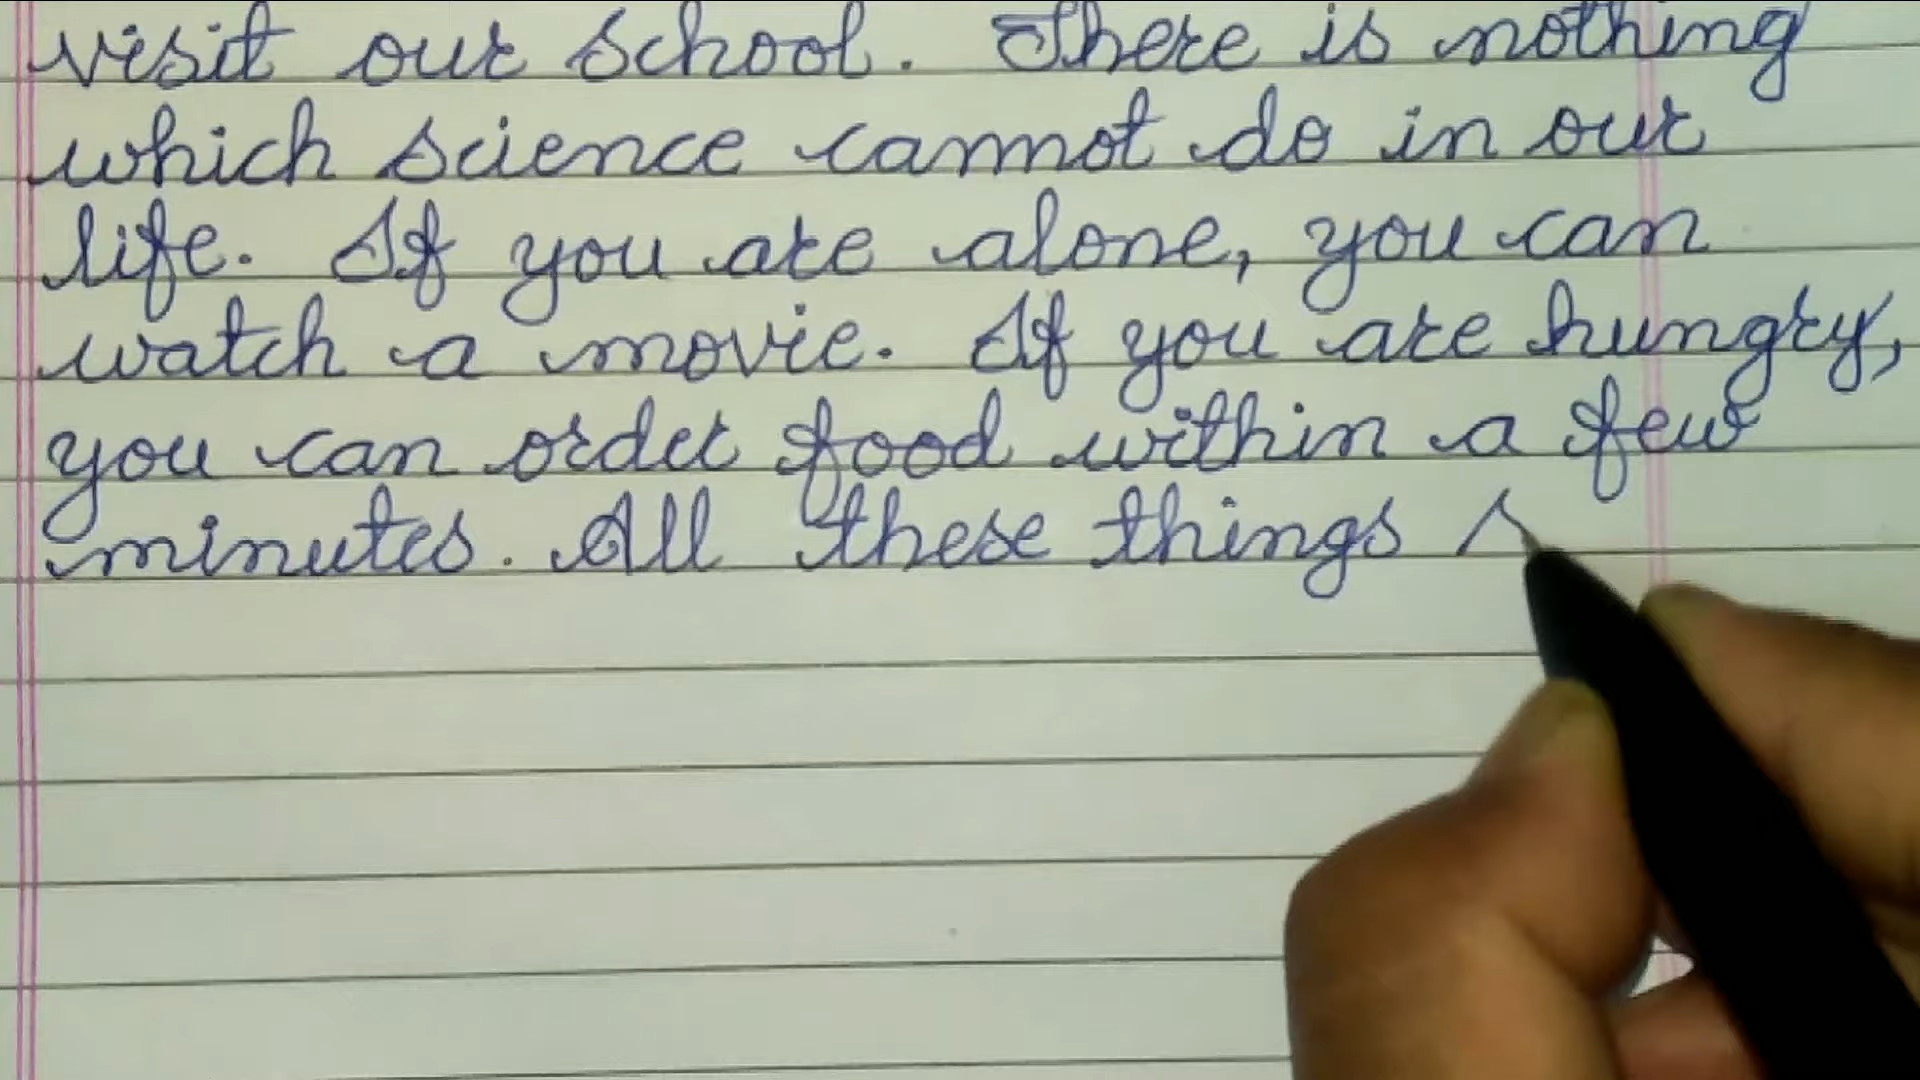 visit our school. There is nothing
which science cannot do in our
life. If you are alone, you can
watch a movie. If you are hungry,
you can order food within a few
minutes. All these things